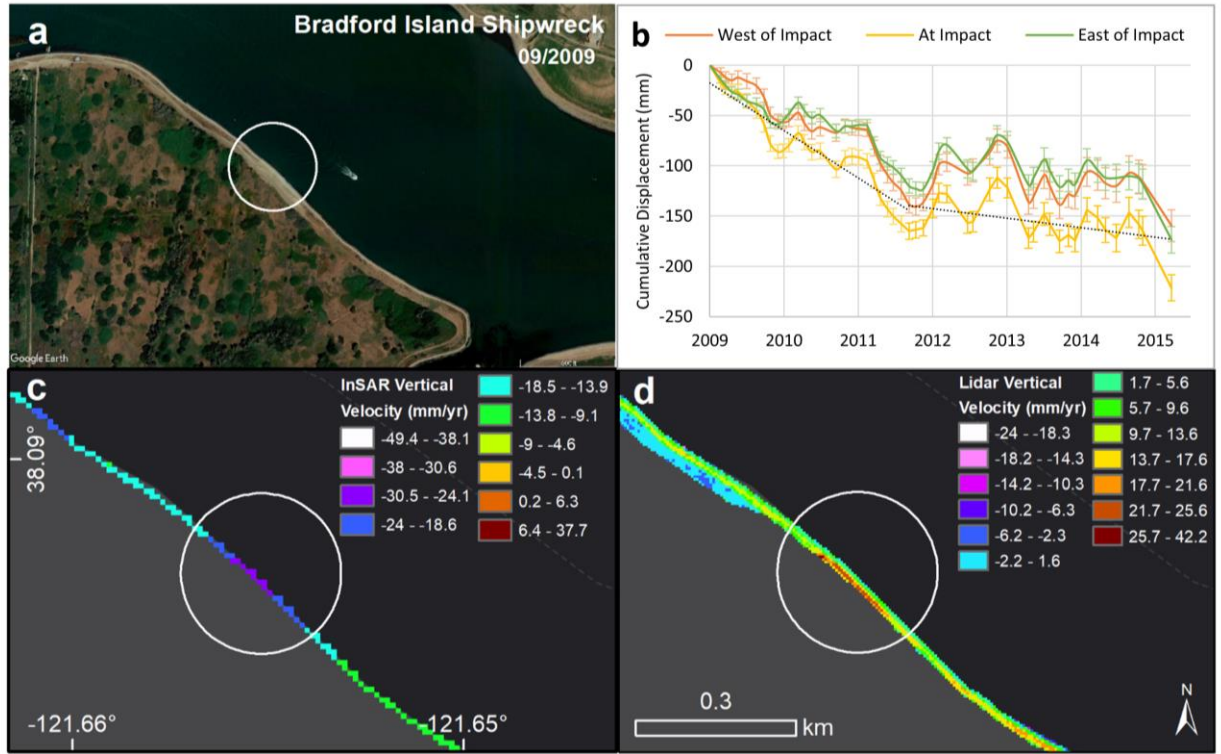 a
Bradford Island Shipwreck
09/2009
Google Earth
b
West of Impact
At Impact
East of Impact
Cumulative Displacement (mm)
0
-50
-100
-150
-200
-250
2009 2010 2011 2012 2013 2014 2015
c
InSAR Vertical
Velocity (mm/yr)
-49.4 - -38.1
-38 - -30.6
-30.5 - -24.1
-24 - -18.6
-18.5 - -13.9
-13.8 - -9.1
-9 - -4.6
-4.5 - 0.1
0.2 - 6.3
6.4 - 37.7
38.09°
-121.66°
-121.65°
d
Lidar Vertical
Velocity (mm/yr)
-24 - -18.3
-18.2 - -14.3
-14.2 - -10.3
-10.2 - -6.3
-6.2 - -2.3
-2.2 - 1.6
1.7 - 5.6
5.7 - 9.6
9.7 - 13.6
13.7 - 17.6
17.7 - 21.6
21.7 - 25.6
25.7 - 42.2
0.3
km
N